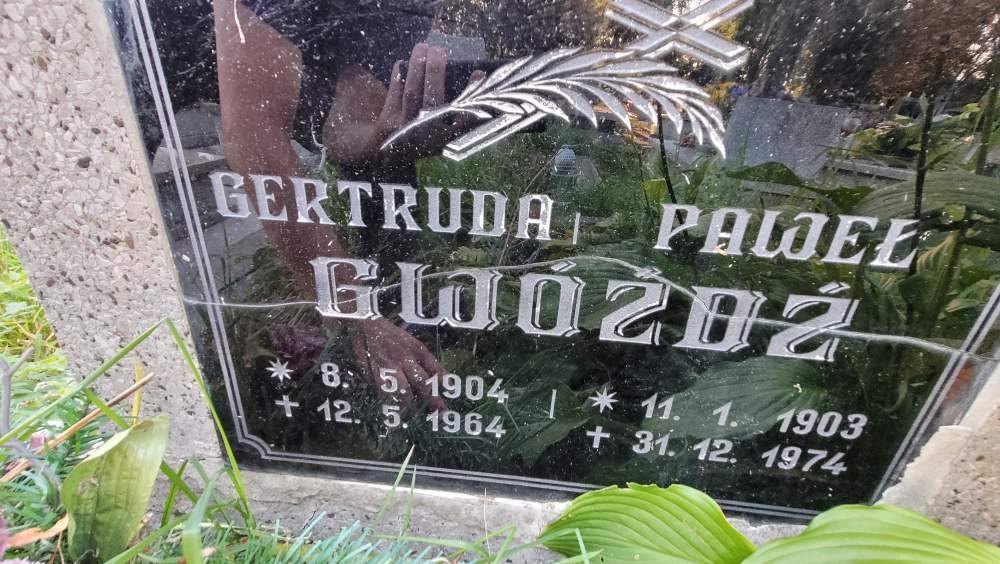 GERTRUDA | PAWEŁ
GWÓŹDŹ
* 8. 5. 1904 | * 11. 1. 1903
+ 12. 5. 1964 + 31. 12. 1974